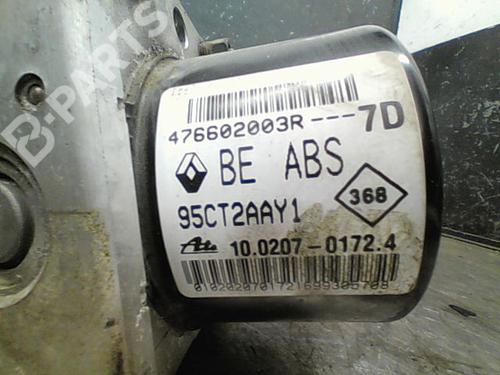 B-PARTS
476602003R---7D
BE ABS
95CT2AAY1
368
Ate 10.0207-0172.4